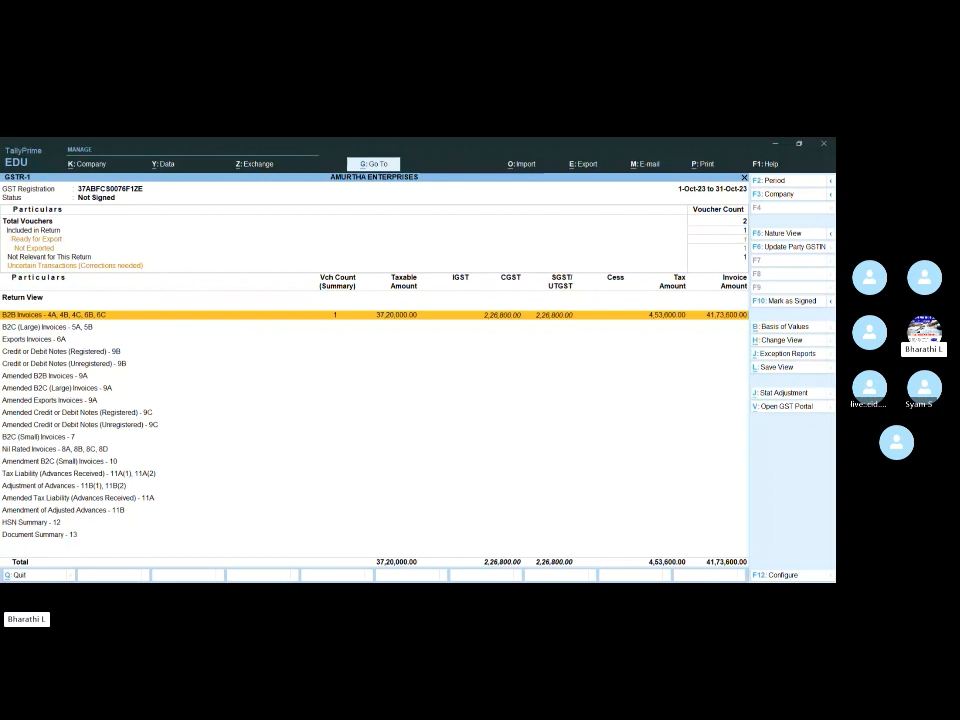 TallyPrime
EDU
MANAGE
K: Company
Y: Data
Z: Exchange
G: Go To
O: Import
E: Export
M: E-mail
P: Print
F1: Help
GSTR-1
AMURTHA ENTERPRISES
GST Registration : 37ABFCS0076F1ZE
1-Oct-23 to 31-Oct-23
Status : Not Signed
Particulars Voucher Count
Total Vouchers 2
Included in Return 1
Ready for Export 1
Not Exported 1
Not Relevant for This Return 1
Uncertain Transactions (Corrections needed)
Particulars Vch Count Taxable IGST CGST SGST/ Cess Tax Invoice
(Summary) Amount UTGST Amount Amount
Return View
B2B Invoices - 4A, 4B, 4C, 6B, 6C 1 37,20,000.00 2,26,800.00 2,26,800.00 4,53,600.00 41,73,600.00
B2C (Large) Invoices - 5A, 5B
Exports Invoices - 6A
Credit or Debit Notes (Registered) - 9B
Credit or Debit Notes (Unregistered) - 9B
Amended B2B Invoices - 9A
Amended B2C (Large) Invoices - 9A
Amended Exports Invoices - 9A
Amended Credit or Debit Notes (Registered) - 9C
Amended Credit or Debit Notes (Unregistered) - 9C
B2C (Small) Invoices - 7
Nil Rated Invoices - 8A, 8B, 8C, 8D
Amendment B2C (Small) Invoices - 10
Tax Liability (Advances Received) - 11A(1), 11A(2)
Adjustment of Advances - 11B(1), 11B(2)
Amended Tax Liability (Advances Received) - 11A
Amendment of Adjusted Advances - 11B
HSN Summary - 12
Document Summary - 13
Total 37,20,000.00 2,26,800.00 2,26,800.00 4,53,600.00 41,73,600.00
Q: Quit
F2: Period
F3: Company
F4
F5: Nature View
F6: Update Party GSTIN
F7
F8
F9
F10: Mark as Signed
B: Basis of Values
H: Change View
J: Exception Reports
L: Save View
J: Stat Adjustment
V: Open GST Portal
F12: Configure
Bharathi L
live:.cid....
Syam S
Bharathi L